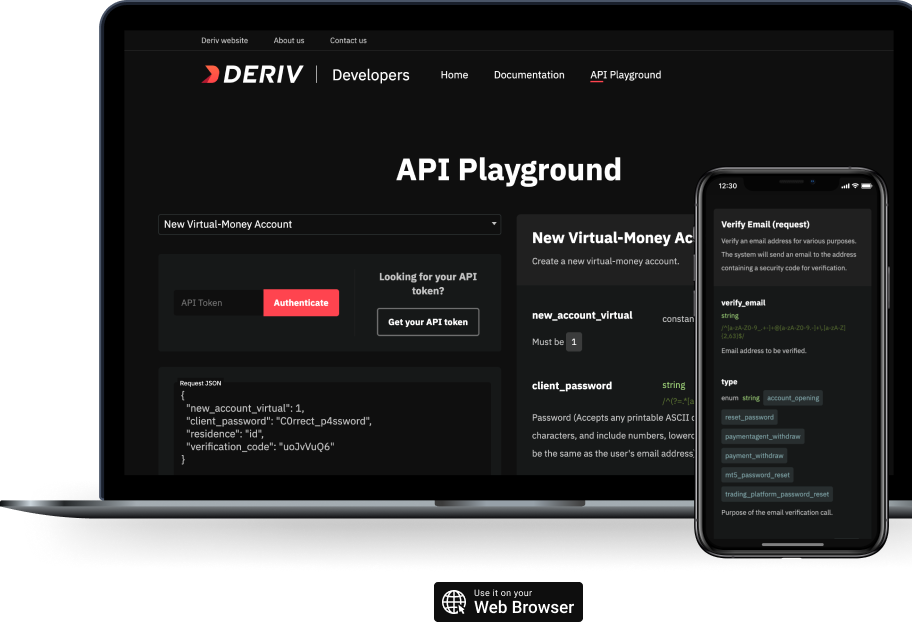 Deriv website About us Contact us
DERIV Developers Home Documentation API Playground
API Playground
New Virtual-Money Account
Looking for your API
token?
API Token Authenticate
Get your API token
Request JSON
{
"new_account_virtual": 1,
"client_password": "C0rrect_p4ssword",
"residence": "id",
"verification_code": "uoJvVuQ6"
}
New Virtual-Money Ac
Create a new virtual-money account.
new_account_virtual constan
Must be 1
client_password string
/^(?=.*[a
Password (Accepts any printable ASCII c
characters, and include numbers, lowerc
be the same as the user's email address
12:30
Verify Email (request)
Verify an email address for various purposes.
The system will send an email to the address
containing a security code for verification.
verify_email
string
Email address to be verified.
type
enum string account_opening
reset_password
paymentagent_withdraw
payment_withdraw
mt5_password_reset
trading_platform_password_reset
Purpose of the email verification call.
Use it on your
Web Browser